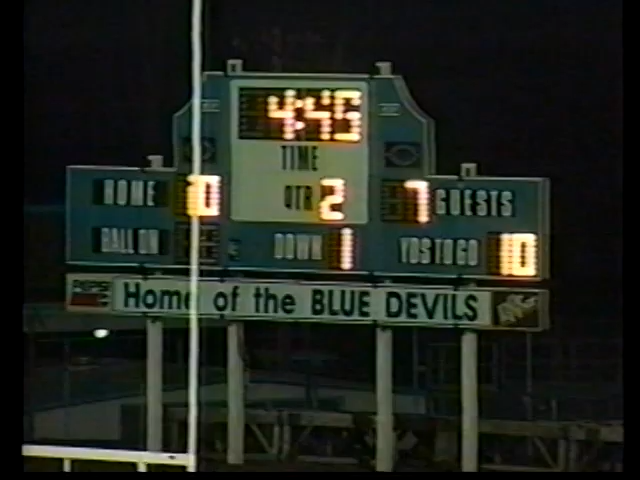 4:45
TIME
HOME 0 QTR 2 7 GUESTS
BALL ON DOWN 1 YDS TO GO 10
PEPSI Home of the BLUE DEVILS